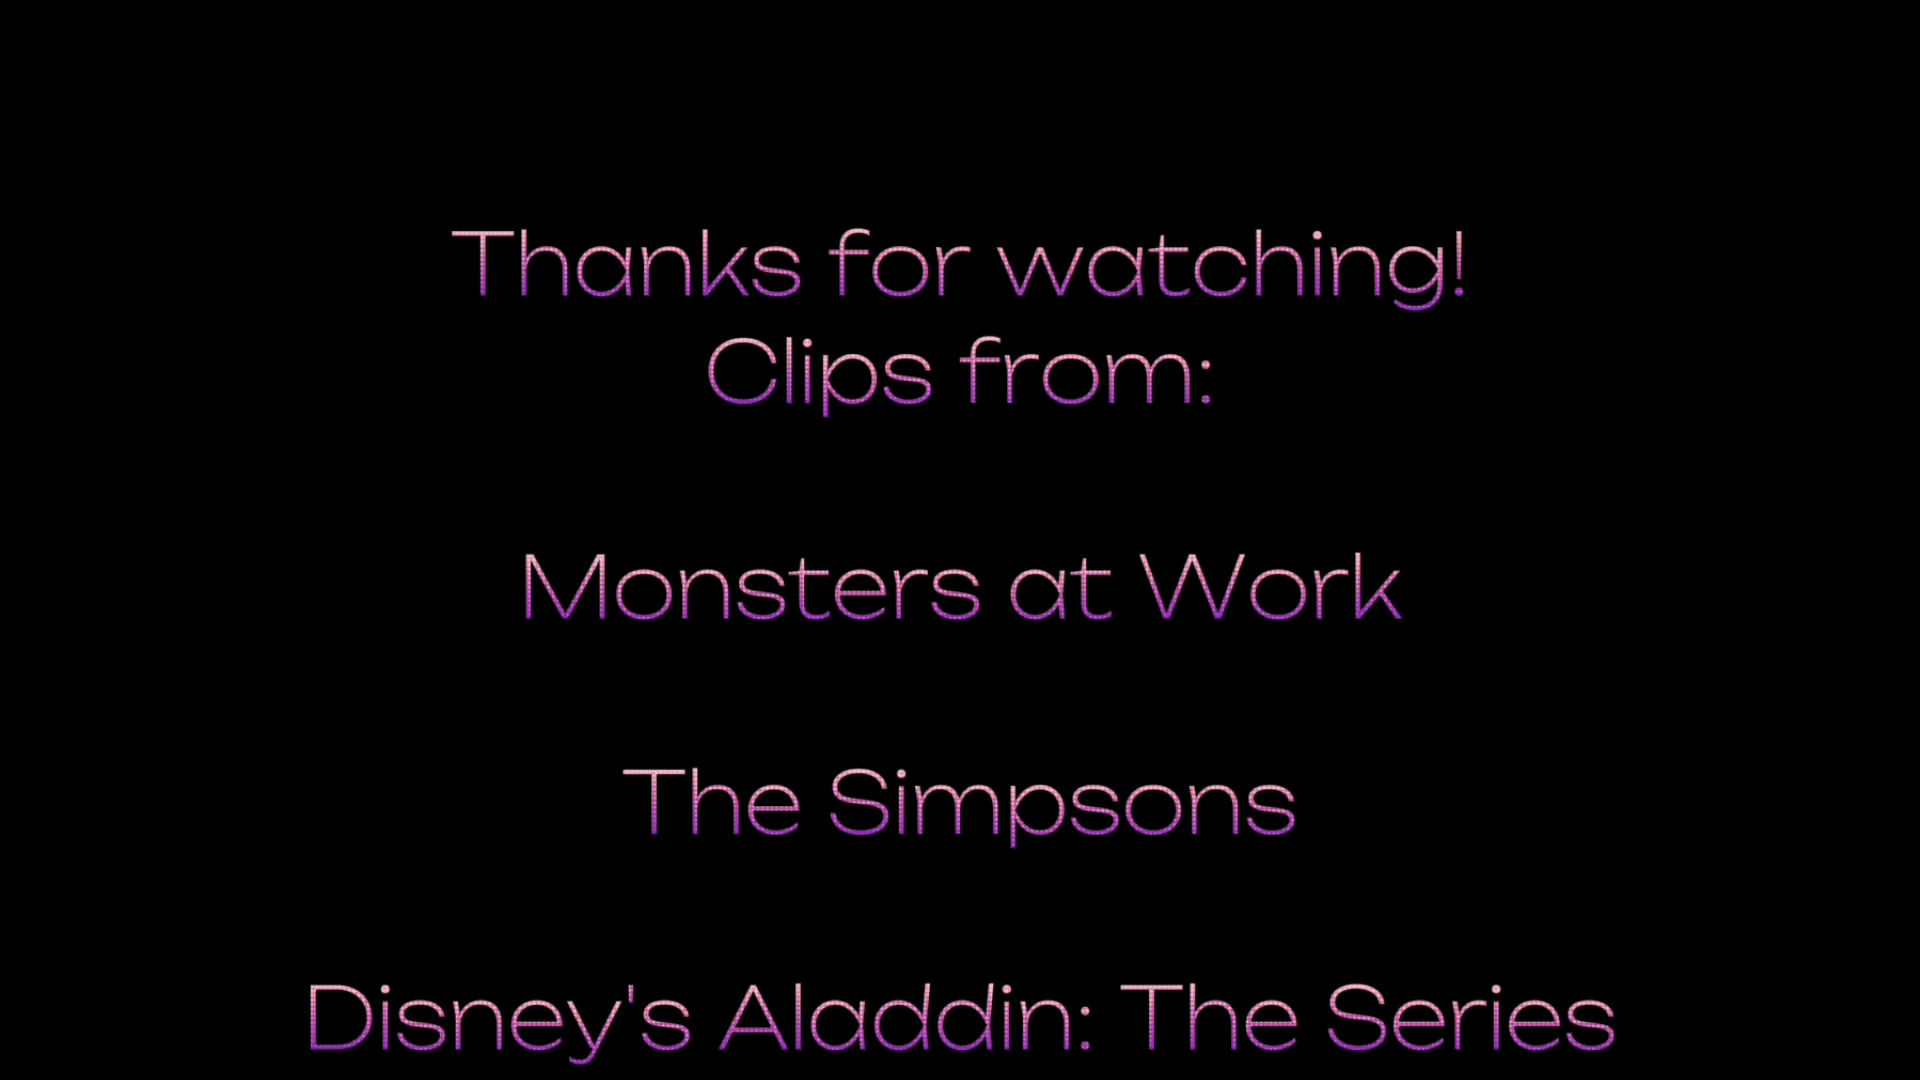 Thanks for watching!
Clips from:
Monsters at Work
The Simpsons
Disney's Aladdin: The Series